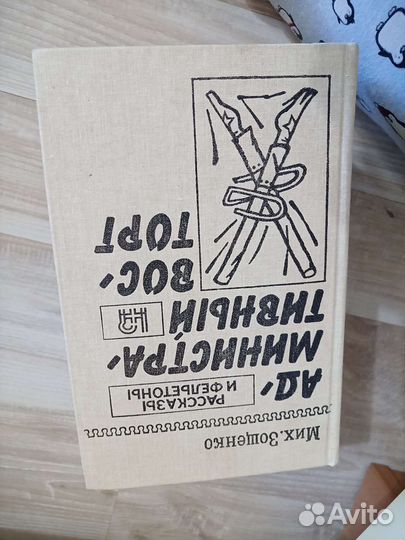 Мих. Зощенко
РАССКАЗЫ
И ФЕЛЬЕТОНЫ
АД-
МИНИСТРА-
ТИВНЫЙ
ВОС-
ТОРГ
Avito